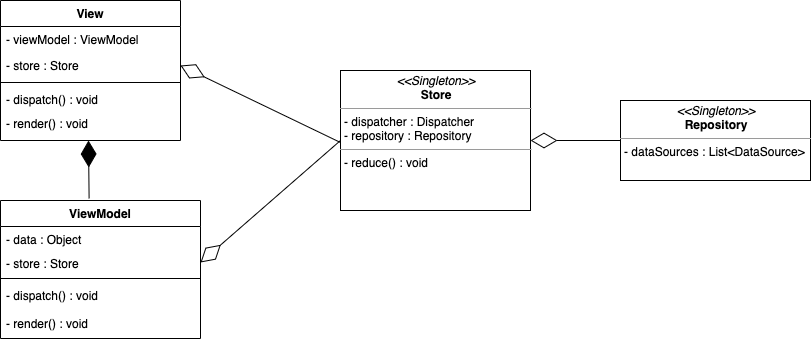 View
- viewModel : ViewModel
- store : Store
- dispatch() : void
- render() : void
ViewModel
- data : Object
- store : Store
- dispatch() : void
- render() : void
<<Singleton>>
Store
- dispatcher : Dispatcher
- repository : Repository
- reduce() : void
<<Singleton>>
Repository
- dataSources : List<DataSource>